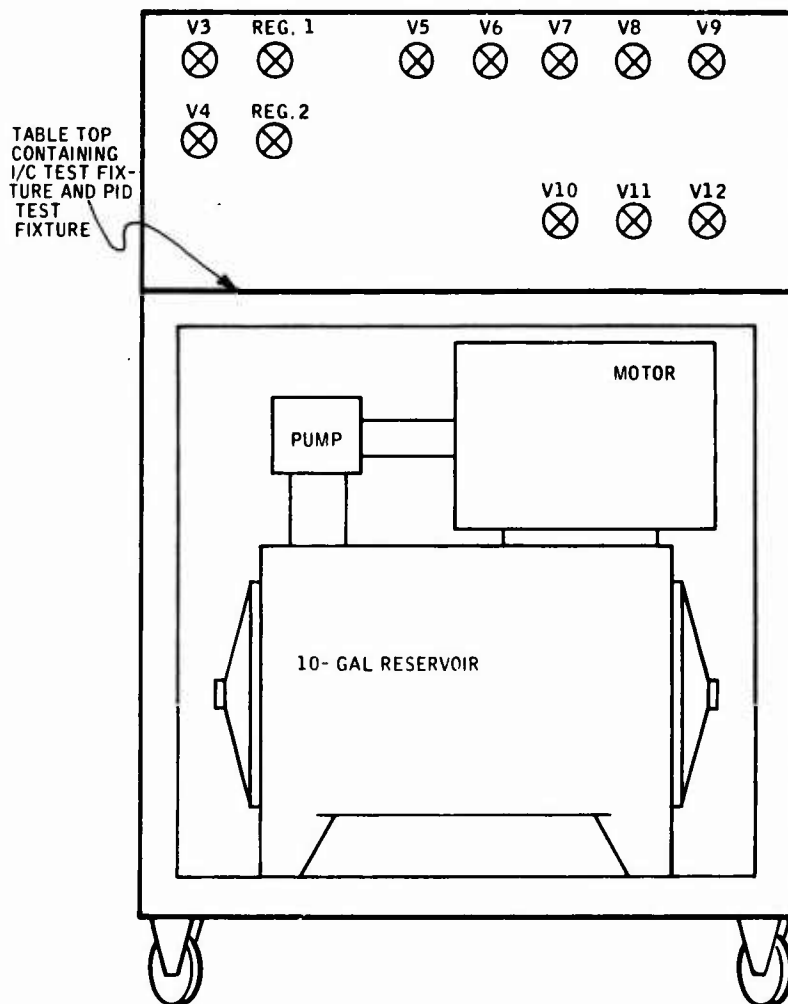 V3 REG. 1 V5 V6 V7 V8 V9
V4 REG. 2
TABLE TOP
CONTAINING
I/C TEST FIX-
TURE AND PID
TEST
FIXTURE
V10 V11 V12
MOTOR
PUMP
10- GAL RESERVOIR